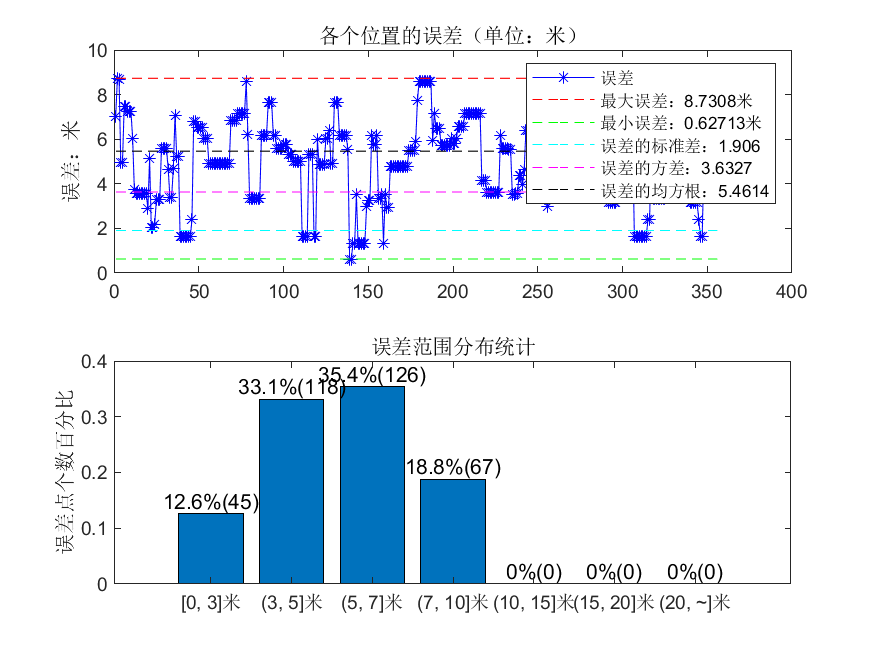 各个位置的误差（单位：米）
误差：米
10
8
6
4
2
0
误差
最大误差：8.7308米
最小误差：0.62713米
误差的标准差：1.906
误差的方差：3.6327
误差的均方根：5.4614
0 50 100 150 200 250 300 350 400
误差范围分布统计
误差点个数百分比
0.4
0.3
0.2
0.1
0
12.6%(45) 33.1%(118) 35.4%(126) 18.8%(67) 0%(0) 0%(0) 0%(0)
[0, 3]米 (3, 5]米 (5, 7]米 (7, 10]米 (10, 15]米 (15, 20]米 (20, ~]米